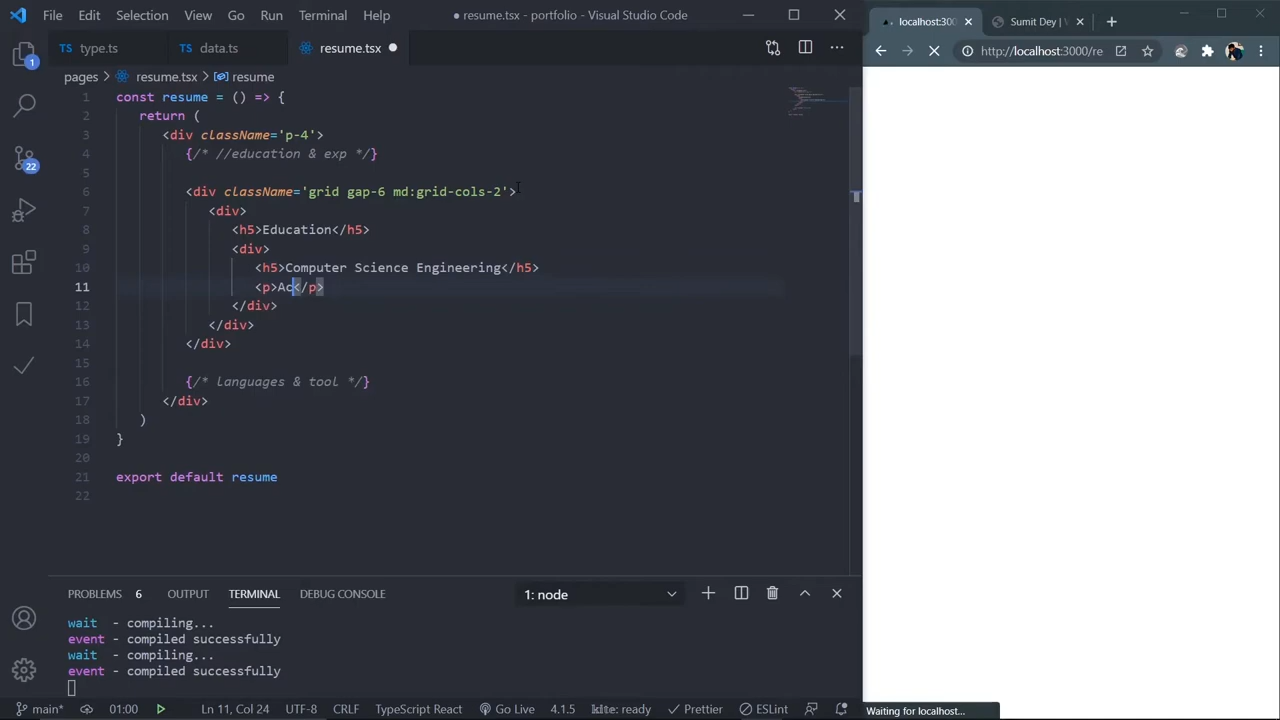 File Edit Selection View Go Run Terminal Help
● resume.tsx - portfolio - Visual Studio Code
TS type.ts TS data.ts resume.tsx ●
pages > resume.tsx > resume
1 const resume = () => {
2 return (
3 <div className='p-4'>
4 {/* //education & exp */}
5
6 <div className='grid gap-6 md:grid-cols-2'>
7 <div>
8 <h5>Education</h5>
9 <div>
10 <h5>Computer Science Engineering</h5>
11 <p>Ac</p>
12 </div>
13 </div>
14 </div>
15
16 {/* languages & tool */}
17 </div>
18 )
19 }
20
21 export default resume
22
1
22
PROBLEMS 6 OUTPUT TERMINAL DEBUG CONSOLE
1: node
wait - compiling...
event - compiled successfully
wait - compiling...
event - compiled successfully
main* 01:00 Ln 11, Col 24 UTF-8 CRLF TypeScript React Go Live 4.1.5 kite: ready Prettier ESLint
localhost:300 Sumit Dey | V
http://localhost:3000/re
Waiting for localhost...